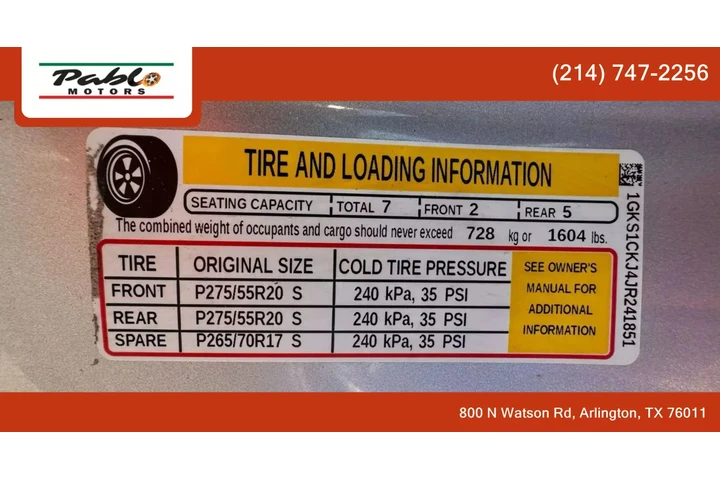 Pablo
MOTORS
(214) 747-2256
TIRE AND LOADING INFORMATION
SEATING CAPACITY TOTAL 7 FRONT 2 REAR 5
The combined weight of occupants and cargo should never exceed 728 kg or 1604 lbs.
TIRE ORIGINAL SIZE COLD TIRE PRESSURE
FRONT P275/55R20 S 240 kPa, 35 PSI
REAR P275/55R20 S 240 kPa, 35 PSI
SPARE P265/70R17 S 240 kPa, 35 PSI
SEE OWNER'S
MANUAL FOR
ADDITIONAL
INFORMATION
1GKS1CKJ4JR241851
800 N Watson Rd, Arlington, TX 76011